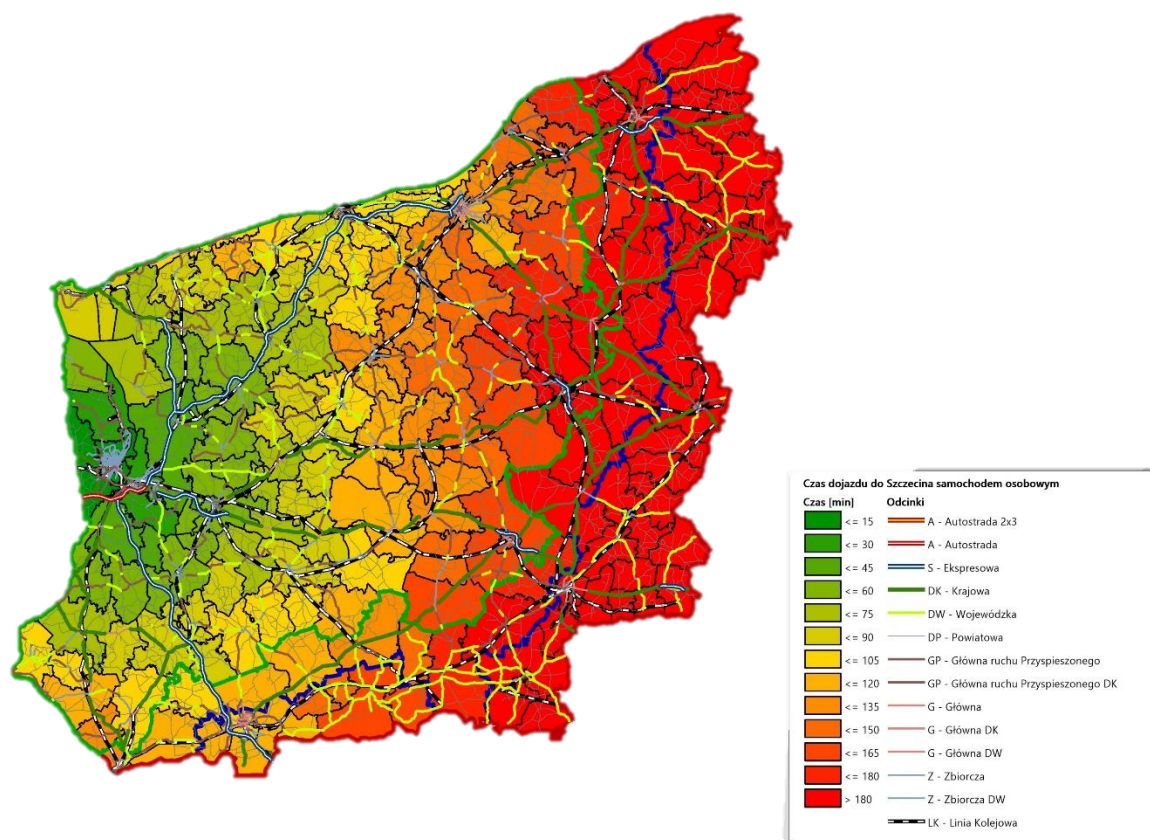 Czas dojazdu do Szczecina samochodem osobowym
Czas [min] Odcinki
<= 15 A - Autostrada 2x3
<= 30 A - Autostrada
<= 45 S - Ekspresowa
<= 60 DK - Krajowa
<= 75 DW - Wojewódzka
<= 90 DP - Powiatowa
<= 105 GP - Główna ruchu Przyspieszonego
<= 120 GP - Główna ruchu Przyspieszonego DK
<= 135 G - Główna
<= 150 G - Główna DK
<= 165 G - Główna DW
<= 180 Z - Zbiorcza
> 180 Z - Zbiorcza DW
LK - Linia Kolejowa